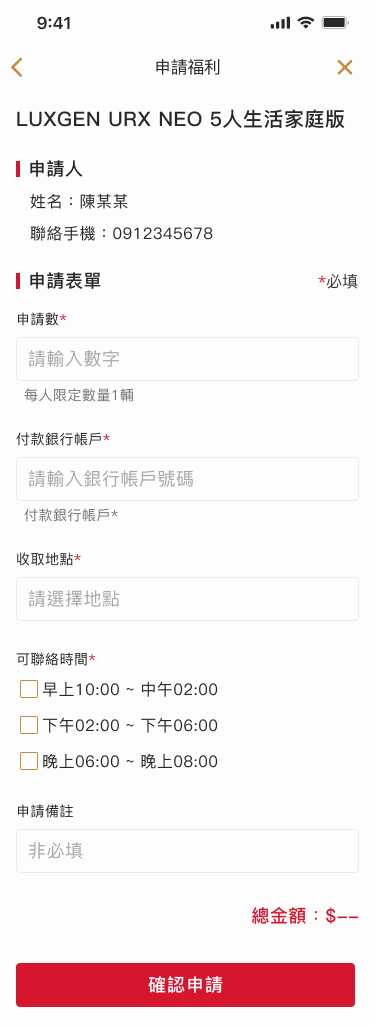 9:41
申請福利
LUXGEN URX NEO 5人生活家庭版
申請人
姓名：陳某某
聯絡手機：0912345678
申請表單 *必填
申請數*
請輸入數字
每人限定數量1輛
付款銀行帳戶*
請輸入銀行帳戶號碼
付款銀行帳戶*
收取地點*
請選擇地點
可聯絡時間*
早上10:00 ~ 中午02:00
下午02:00 ~ 下午06:00
晚上06:00 ~ 晚上08:00
申請備註
非必填
總金額：$--
確認申請